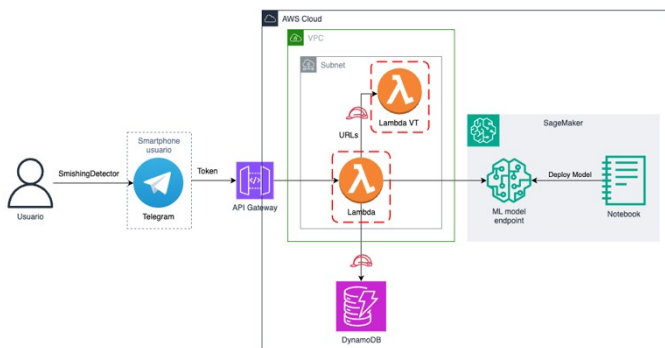 AWS Cloud
VPC
Subnet
Lambda VT
URLs
SageMaker
Smartphone
usuario
SmishingDetector
Token
Deploy Model
Usuario
Telegram
API Gateway
Lambda
ML model
endpoint
Notebook
DynamoDB